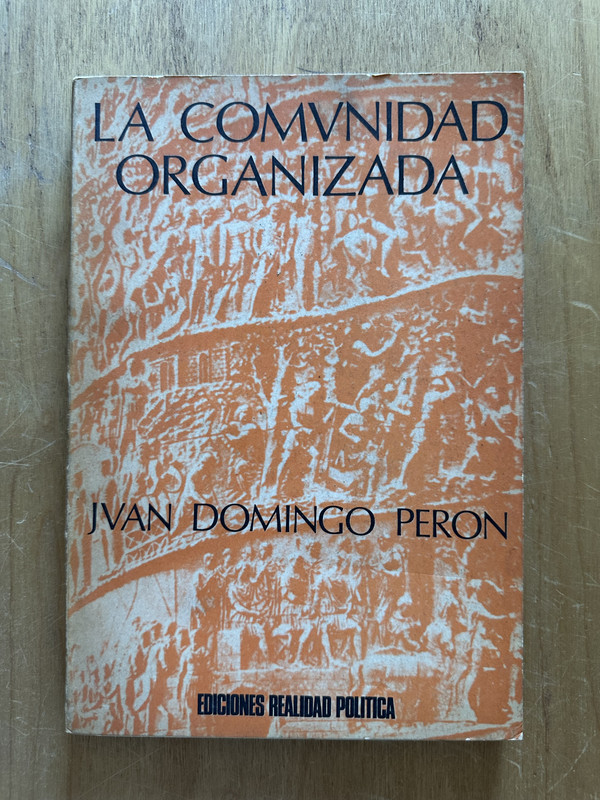 LA COMVNIDAD
ORGANIZADA
JVAN DOMINGO PERON
EDICIONES REALIDAD POLITICA